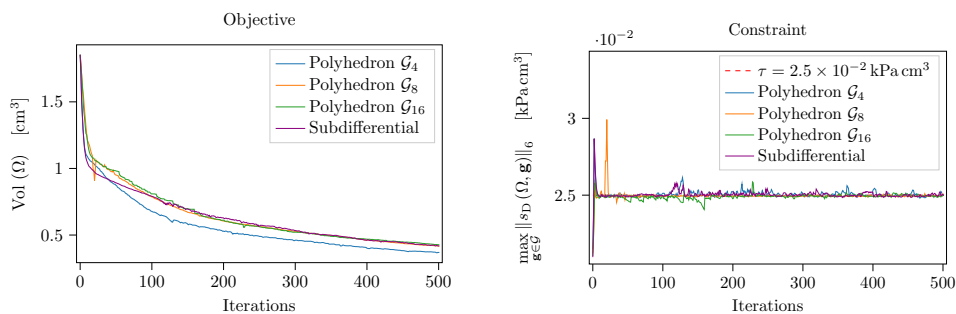 Objective
Vol (Ω) [cm³]
1.5
1
0.5
0
100
200
300
400
500
Iterations
Polyhedron 𝒢₄
Polyhedron 𝒢₈
Polyhedron 𝒢₁₆
Subdifferential
Constraint
·10⁻²
max ‖s_D (Ω, g)‖₆ [kPa cm³]
g∈𝒢
3
2.5
2
0
100
200
300
400
500
Iterations
τ = 2.5 × 10⁻² kPa cm³
Polyhedron 𝒢₄
Polyhedron 𝒢₈
Polyhedron 𝒢₁₆
Subdifferential